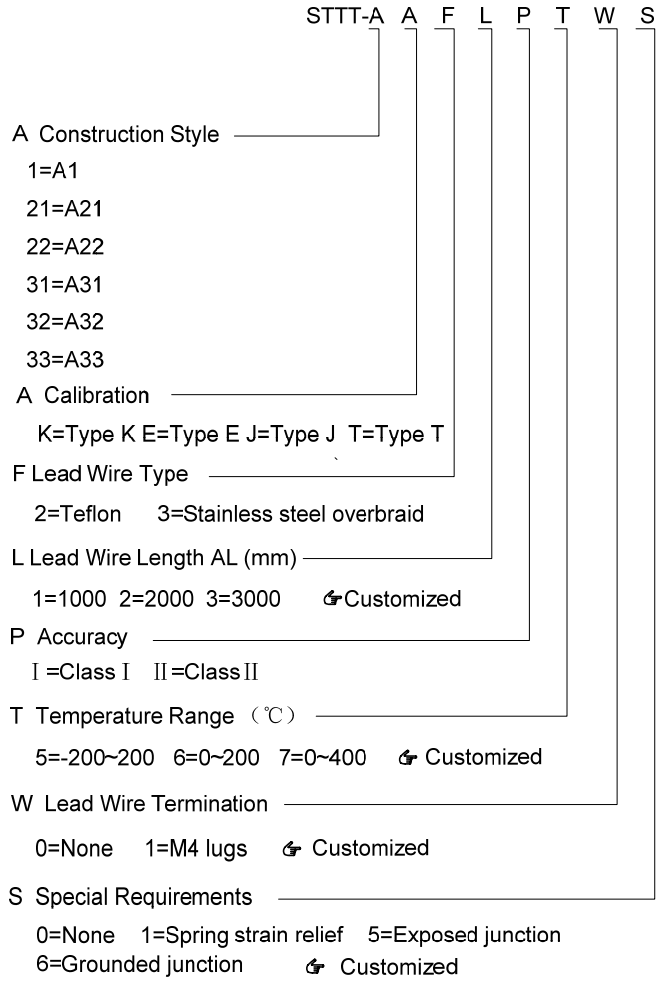 STTT-A A F L P T W S
A Construction Style
1=A1
21=A21
22=A22
31=A31
32=A32
33=A33
A Calibration
K=Type K E=Type E J=Type J T=Type T
F Lead Wire Type
2=Teflon 3=Stainless steel overbraid
L Lead Wire Length AL (mm)
1=1000 2=2000 3=3000 ☞Customized
P Accuracy
Ⅰ=ClassⅠ Ⅱ=ClassⅡ
T Temperature Range（℃）
5=-200~200 6=0~200 7=0~400 ☞ Customized
W Lead Wire Termination
0=None 1=M4 lugs ☞ Customized
S Special Requirements
0=None 1=Spring strain relief 5=Exposed junction
6=Grounded junction ☞ Customized